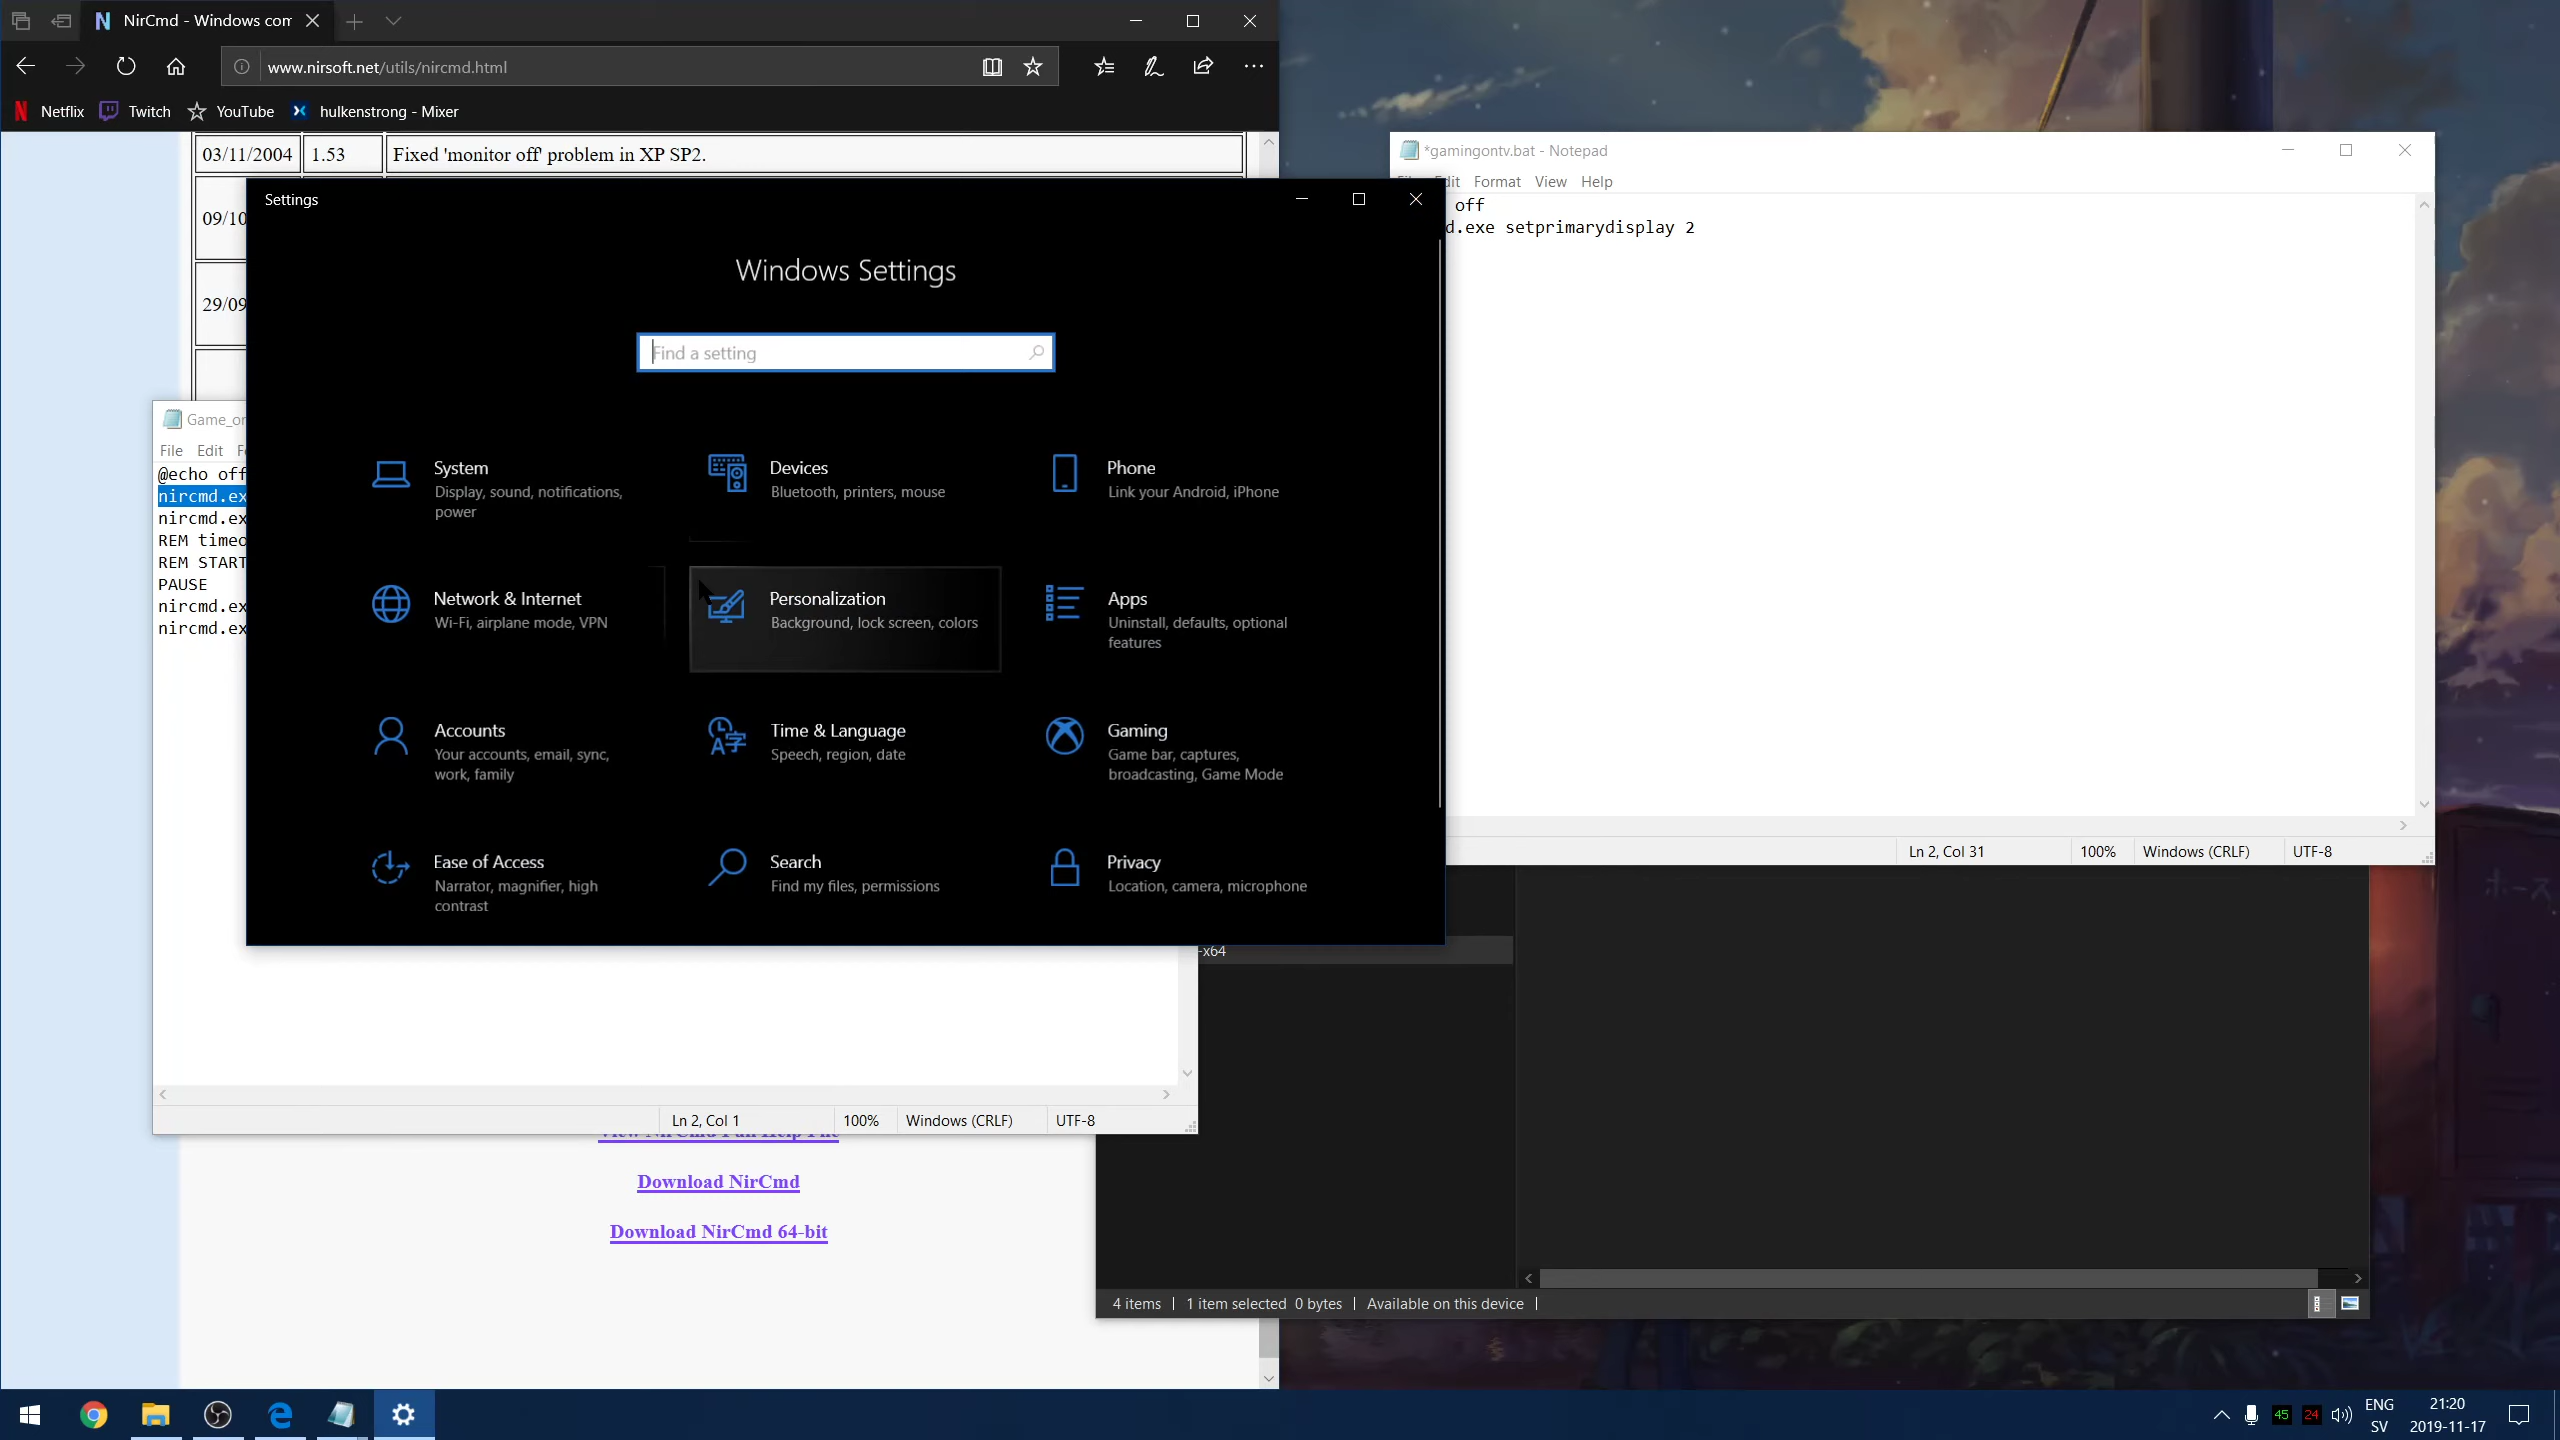 NirCmd - Windows com
www.nirsoft.net/utils/nircmd.html
Netflix
Twitch
YouTube
hulkenstrong - Mixer
03/11/2004
1.53
Fixed 'monitor off' problem in XP SP2.
09/10
29/09
*gamingontv.bat - Notepad
Format View Help
off
d.exe setprimarydisplay 2
Ln 2, Col 31
100%
Windows (CRLF)
UTF-8
Settings
Windows Settings
Find a setting
System
Display, sound, notifications,
power
Devices
Bluetooth, printers, mouse
Phone
Link your Android, iPhone
Network & Internet
Wi-Fi, airplane mode, VPN
Personalization
Background, lock screen, colors
Apps
Uninstall, defaults, optional
features
Accounts
Your accounts, email, sync,
work, family
Time & Language
Speech, region, date
Gaming
Game bar, captures,
broadcasting, Game Mode
Ease of Access
Narrator, magnifier, high
contrast
Search
Find my files, permissions
Privacy
Location, camera, microphone
Game_or
File Edit
@echo off
nircmd.ex
nircmd.ex
REM timeo
REM START
PAUSE
nircmd.ex
nircmd.ex
Ln 2, Col 1
100%
Windows (CRLF)
UTF-8
-x64
Download NirCmd
Download NirCmd 64-bit
4 items
1 item selected 0 bytes
Available on this device
45
24
ENG
SV
21:20
2019-11-17